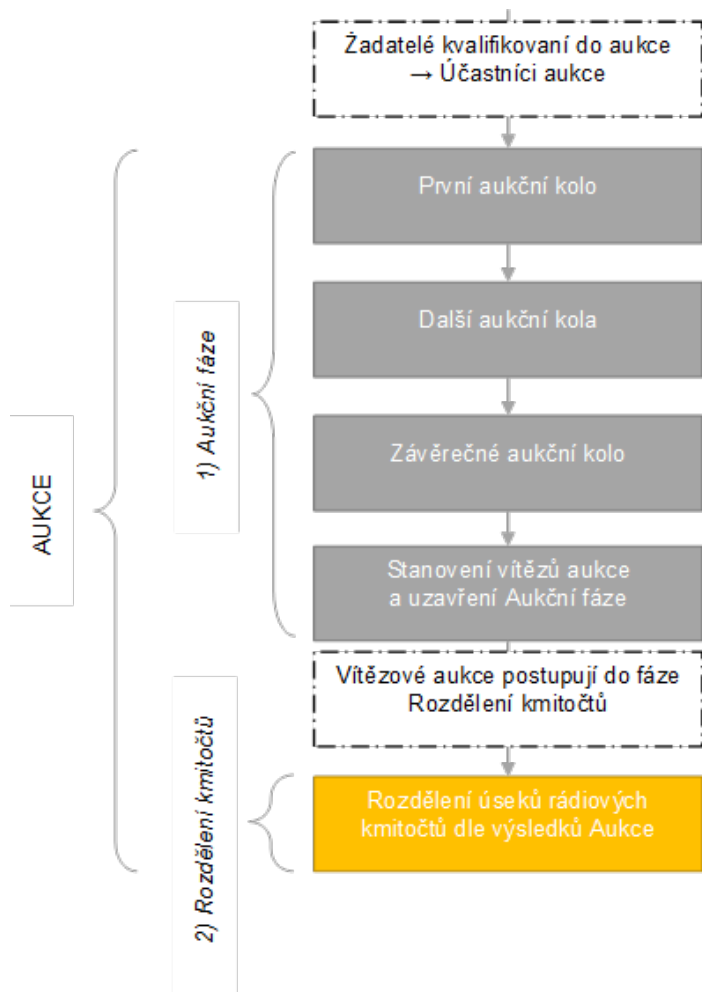 Žadatelé kvalifikovaní do aukce
→ Účastníci aukce
První aukční kolo
Další aukční kola
Závěrečné aukční kolo
Stanovení vítězů aukce
a uzavření Aukční fáze
Vítězové aukce postupují do fáze
Rozdělení kmitočtů
Rozdělení úseků rádiových
kmitočtů dle výsledků Aukce
AUKCE
1) Aukční fáze
2) Rozdělení kmitočtů